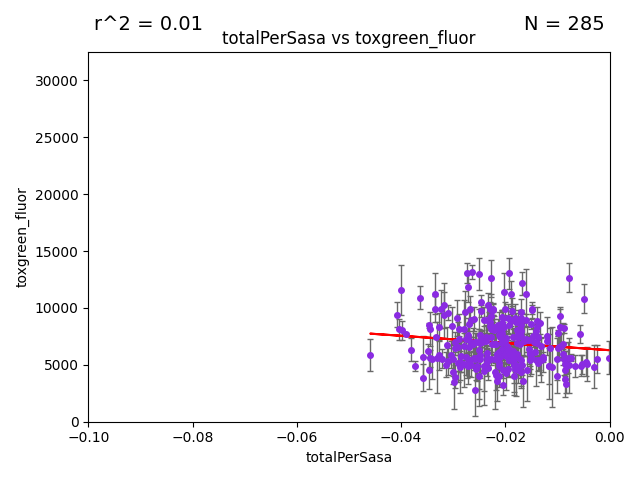 r^2 = 0.01
N = 285
totalPerSasa vs toxgreen_fluor
30000
25000
20000
15000
10000
5000
0
toxgreen_fluor
−0.10
−0.08
−0.06
−0.04
−0.02
0.00
totalPerSasa